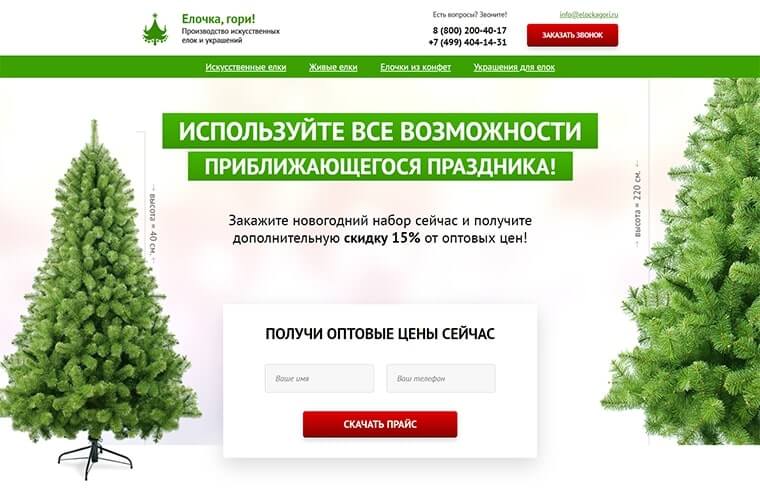 Елочка, гори!
Производство искусственных
елок и украшений
Есть вопросы? Звоните!
8 (800) 200-40-17
+7 (499) 404-14-31
info@elockagori.ru
ЗАКАЗАТЬ ЗВОНОК
Искусственные елки Живые елки Елочки из конфет Украшения для елок
ИСПОЛЬЗУЙТЕ ВСЕ ВОЗМОЖНОСТИ
ПРИБЛИЖАЮЩЕГОСЯ ПРАЗДНИКА!
высота = 40 см.
высота = 220 см.
Закажите новогодний набор сейчас и получите
дополнительную скидку 15% от оптовых цен!
ПОЛУЧИ ОПТОВЫЕ ЦЕНЫ СЕЙЧАС
Ваше имя
Ваш телефон
СКАЧАТЬ ПРАЙС